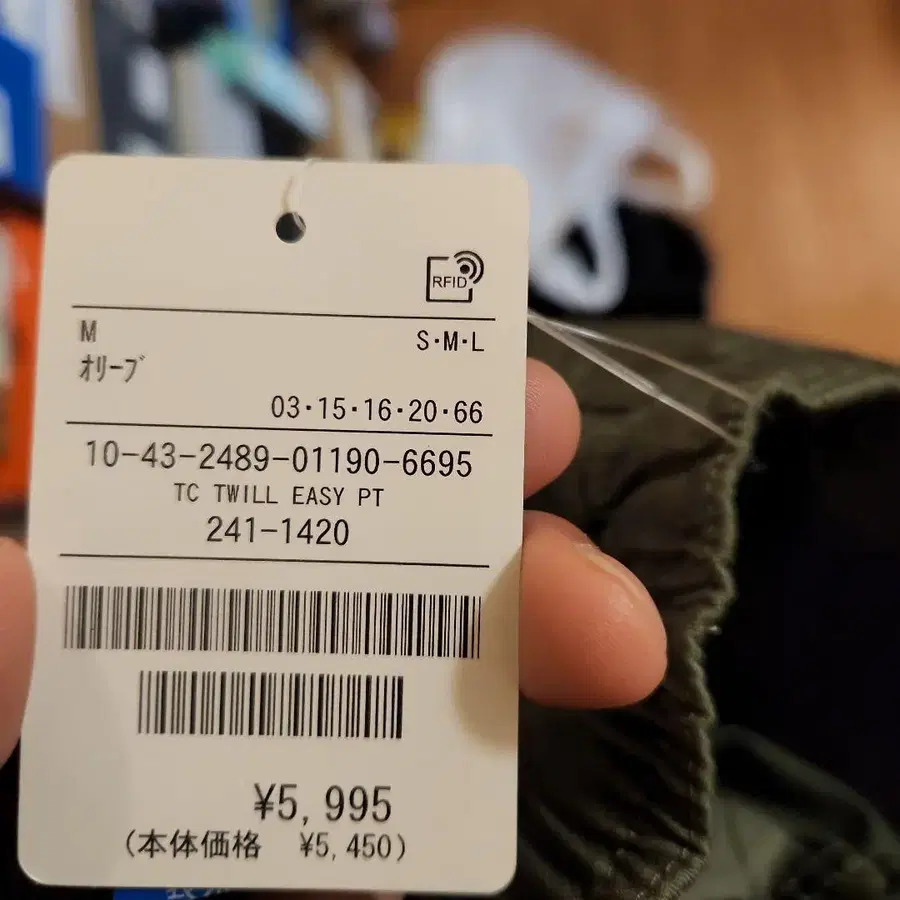 RFID
M S·M·L
ｵﾘｰﾌﾞ
03·15·16·20·66
10-43-2489-01190-6695
TC TWILL EASY PT
241-1420
¥5,995
(本体価格 ¥5,450)